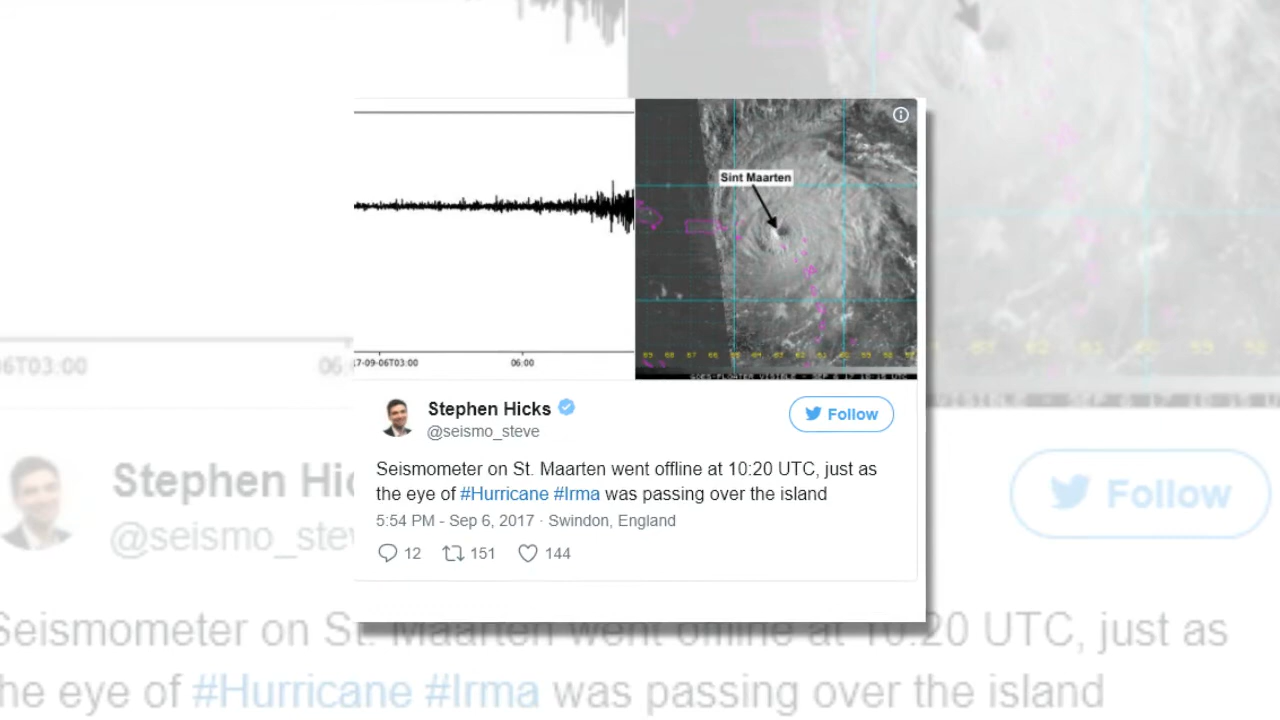 Sint Maarten
17-09-06T03:00 06:00
Stephen Hicks
@seismo_steve
Follow
Seismometer on St. Maarten went offline at 10:20 UTC, just as
the eye of #Hurricane #Irma was passing over the island
5:54 PM - Sep 6, 2017 · Swindon, England
12 151 144
6T03:00 06:
Stephen Hic
@seismo_ste
Follow
Seismometer on St. Maarten went offline at 10:20 UTC, just as
he eye of #Hurricane #Irma was passing over the island